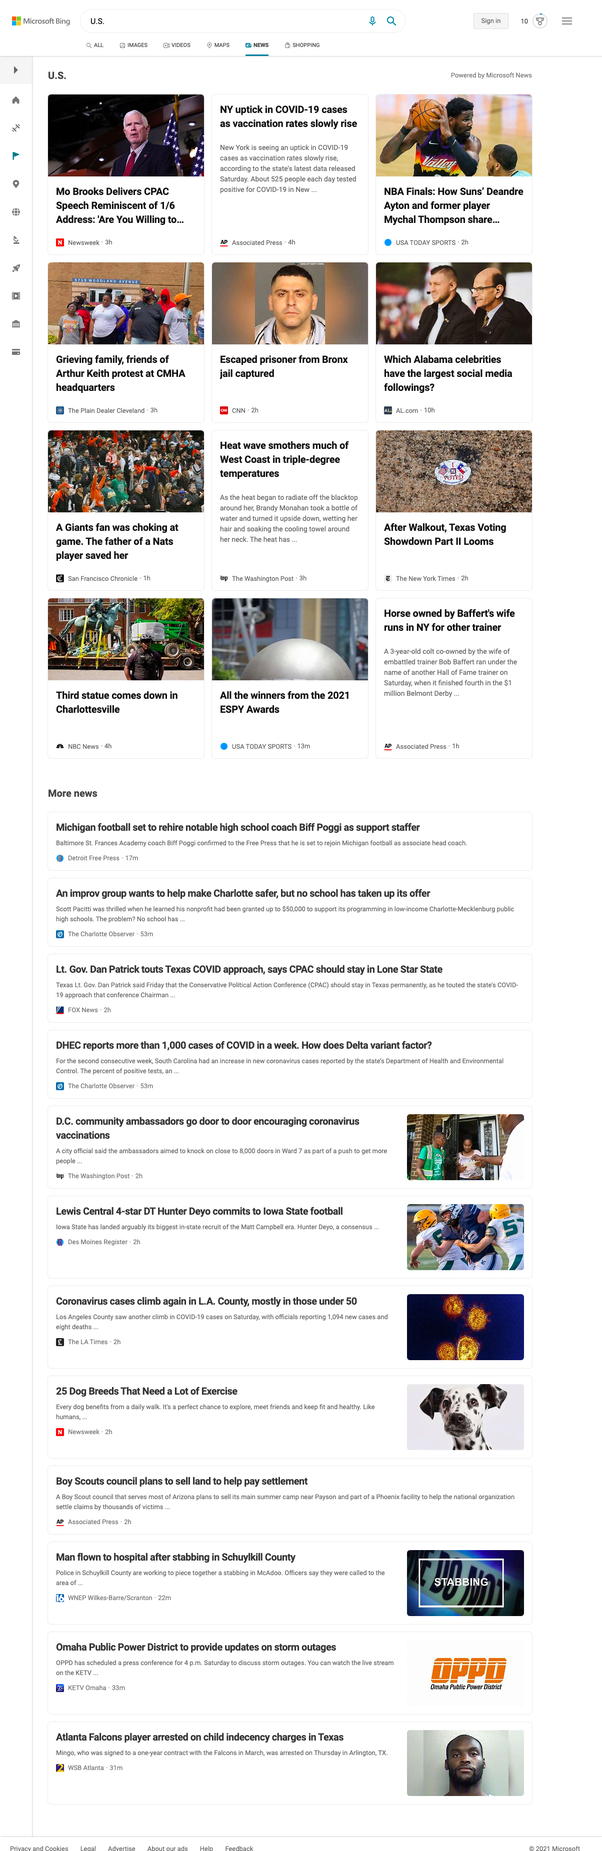 Microsoft Bing
U.S.
Sign in
10
ALL
IMAGES
VIDEOS
MAPS
NEWS
SHOPPING
U.S.
Powered by Microsoft News
Mo Brooks Delivers CPAC
Speech Reminiscent of 1/6
Address: 'Are You Willing to...
Newsweek · 3h
NY uptick in COVID-19 cases
as vaccination rates slowly rise
New York is seeing an uptick in COVID-19
cases as vaccination rates slowly rise,
according to the state's latest data released
Saturday. About 525 people each day tested
positive for COVID-19 in New ...
AP Associated Press · 4h
Valley
NBA Finals: How Suns' Deandre
Ayton and former player
Mychal Thompson share...
USA TODAY SPORTS · 2h
Grieving family, friends of
Arthur Keith protest at CMHA
headquarters
The Plain Dealer Cleveland · 3h
Escaped prisoner from Bronx
jail captured
CNN · 2h
Which Alabama celebrities
have the largest social media
followings?
AL.com · 10h
A Giants fan was choking at
game. The father of a Nats
player saved her
San Francisco Chronicle · 1h
Heat wave smothers much of
West Coast in triple-degree
temperatures
As the heat began to radiate off the blacktop
around her, Brandy Monahan took a bottle of
water and turned it upside down, wetting her
hair and soaking the cooling towel around
her neck. The heat has ...
wp The Washington Post · 3h
I VOTED
After Walkout, Texas Voting
Showdown Part II Looms
The New York Times · 2h
Third statue comes down in
Charlottesville
NBC News · 4h
All the winners from the 2021
ESPY Awards
USA TODAY SPORTS · 13m
Horse owned by Baffert's wife
runs in NY for other trainer
A 3-year-old colt co-owned by the wife of
embattled trainer Bob Baffert ran under the
name of another Hall of Fame trainer on
Saturday, when it finished fourth in the $1
million Belmont Derby ...
AP Associated Press · 1h
More news
Michigan football set to rehire notable high school coach Biff Poggi as support staffer
Baltimore St. Frances Academy coach Biff Poggi confirmed to the Free Press that he is set to rejoin Michigan football as associate head coach.
Detroit Free Press · 17m
An improv group wants to help make Charlotte safer, but no school has taken up its offer
Scott Pacitti was thrilled when he learned his nonprofit had been granted up to $50,000 to support its programming in low-income Charlotte-Mecklenburg public
high schools. The problem? No school has ...
The Charlotte Observer · 53m
Lt. Gov. Dan Patrick touts Texas COVID approach, says CPAC should stay in Lone Star State
Texas Lt. Gov. Dan Patrick said Friday that the Conservative Political Action Conference (CPAC) should stay in Texas permanently, as he touted the state's COVID-
19 approach that conference Chairman ...
FOX News · 2h
DHEC reports more than 1,000 cases of COVID in a week. How does Delta variant factor?
For the second consecutive week, South Carolina had an increase in new coronavirus cases reported by the state's Department of Health and Environmental
Control. The percent of positive tests, an ...
The Charlotte Observer · 53m
D.C. community ambassadors go door to door encouraging coronavirus
vaccinations
A city official said the ambassadors aimed to knock on close to 8,000 doors in Ward 7 as part of a push to get more
people ...
wp The Washington Post · 2h
Lewis Central 4-star DT Hunter Deyo commits to Iowa State football
Iowa State has landed arguably its biggest in-state recruit of the Matt Campbell era. Hunter Deyo, a consensus ...
Des Moines Register · 2h
Coronavirus cases climb again in L.A. County, mostly in those under 50
Los Angeles County saw another climb in COVID-19 cases on Saturday, with officials reporting 1,094 new cases and
eight deaths ...
The LA Times · 2h
25 Dog Breeds That Need a Lot of Exercise
Every dog benefits from a daily walk. It's a perfect chance to explore, meet friends and keep fit and healthy. Like
humans, ...
Newsweek · 2h
Boy Scouts council plans to sell land to help pay settlement
A Boy Scout council that serves most of Arizona plans to sell its main summer camp near Payson and part of a Phoenix facility to help the national organization
settle claims by thousands of victims ...
AP Associated Press · 2h
Man flown to hospital after stabbing in Schuylkill County
Police in Schuylkill County are working to piece together a stabbing in McAdoo. Officers say they were called to the
area of ...
WNEP Wilkes-Barre/Scranton · 22m
STABBING
Omaha Public Power District to provide updates on storm outages
OPPD has scheduled a press conference for 4 p.m. Saturday to discuss storm outages. You can watch the live stream
on the KETV ...
KETV Omaha · 33m
OPPD
Omaha Public Power District
Atlanta Falcons player arrested on child indecency charges in Texas
Mingo, who was signed to a one-year contract with the Falcons in March, was arrested on Thursday in Arlington, TX.
WSB Atlanta · 31m
Privacy and Cookies
Legal
Advertise
About our ads
Help
Feedback
© 2021 Microsoft